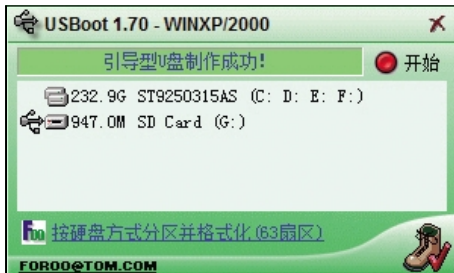 USBoot 1.70 - WINXP/2000
引导型U盘制作成功!
开始
232.9G ST9250315AS (C: D: E: F:)
947.0M SD Card (G:)
Foo
按硬盘方式分区并格式化(63扇区)
FOROO@TOM.COM